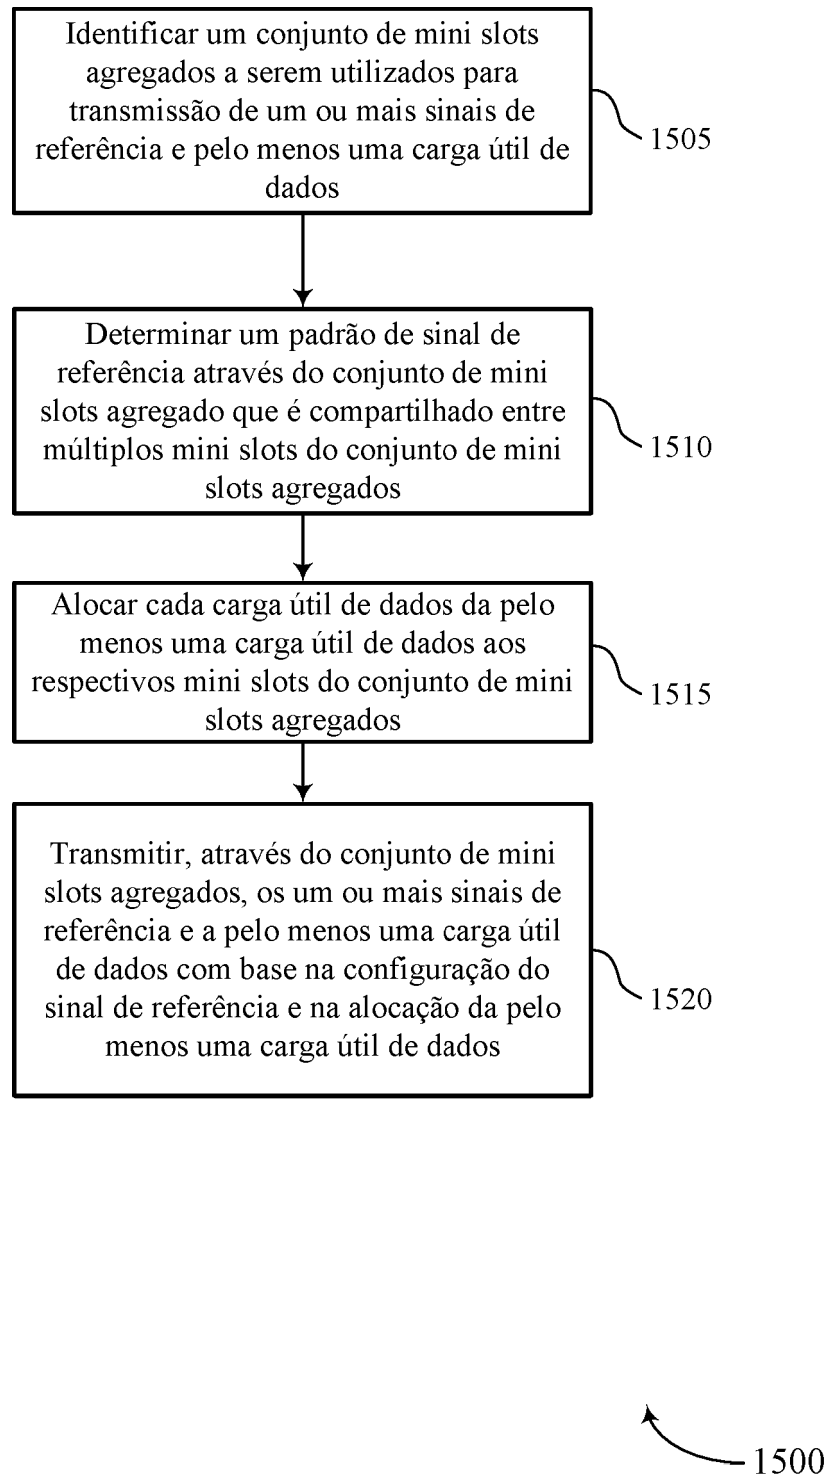 Identificar um conjunto de mini slots
agregados a serem utilizados para
transmissão de um ou mais sinais de
referência e pelo menos uma carga útil de
dados
1505
Determinar um padrão de sinal de
referência através do conjunto de mini
slots agregado que é compartilhado entre
múltiplos mini slots do conjunto de mini
slots agregados
1510
Alocar cada carga útil de dados da pelo
menos uma carga útil de dados aos
respectivos mini slots do conjunto de mini
slots agregados
1515
Transmitir, através do conjunto de mini
slots agregados, os um ou mais sinais de
referência e a pelo menos uma carga útil
de dados com base na configuração do
sinal de referência e na alocação da pelo
menos uma carga útil de dados
1520
1500